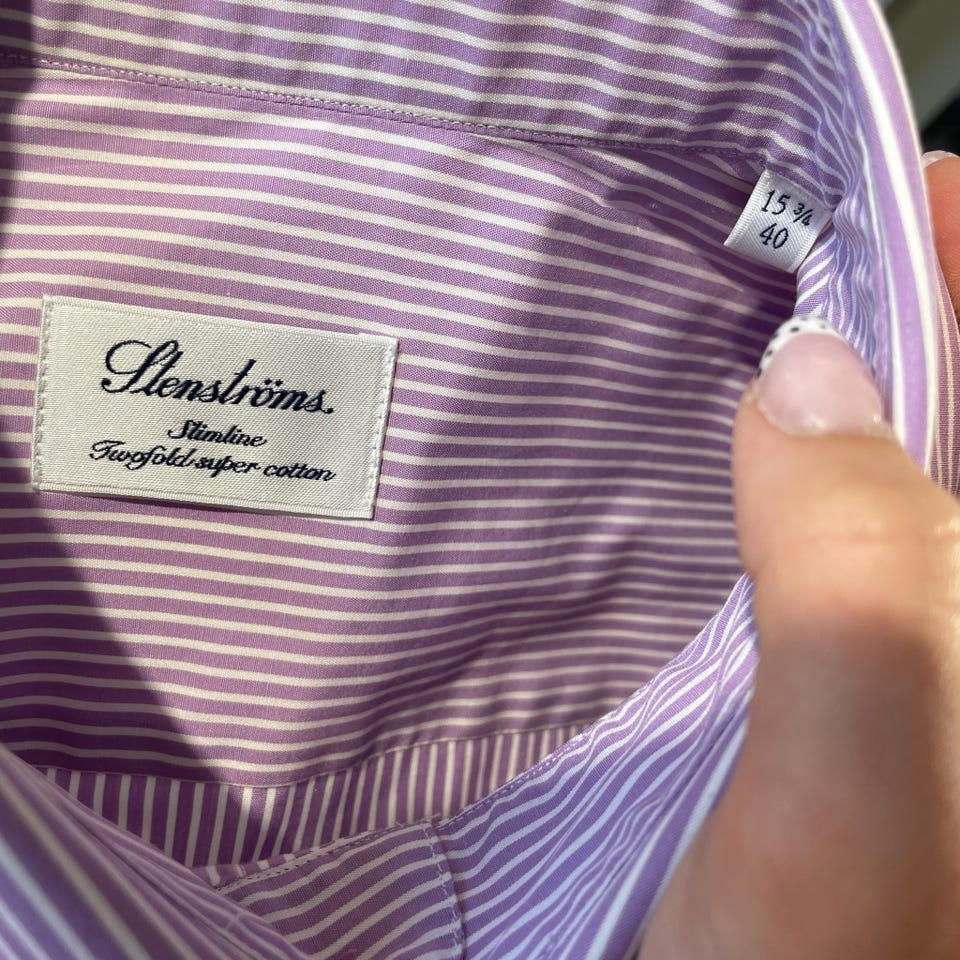 Stenströms
Slimline
Twofold super cotton
15 3/4
40